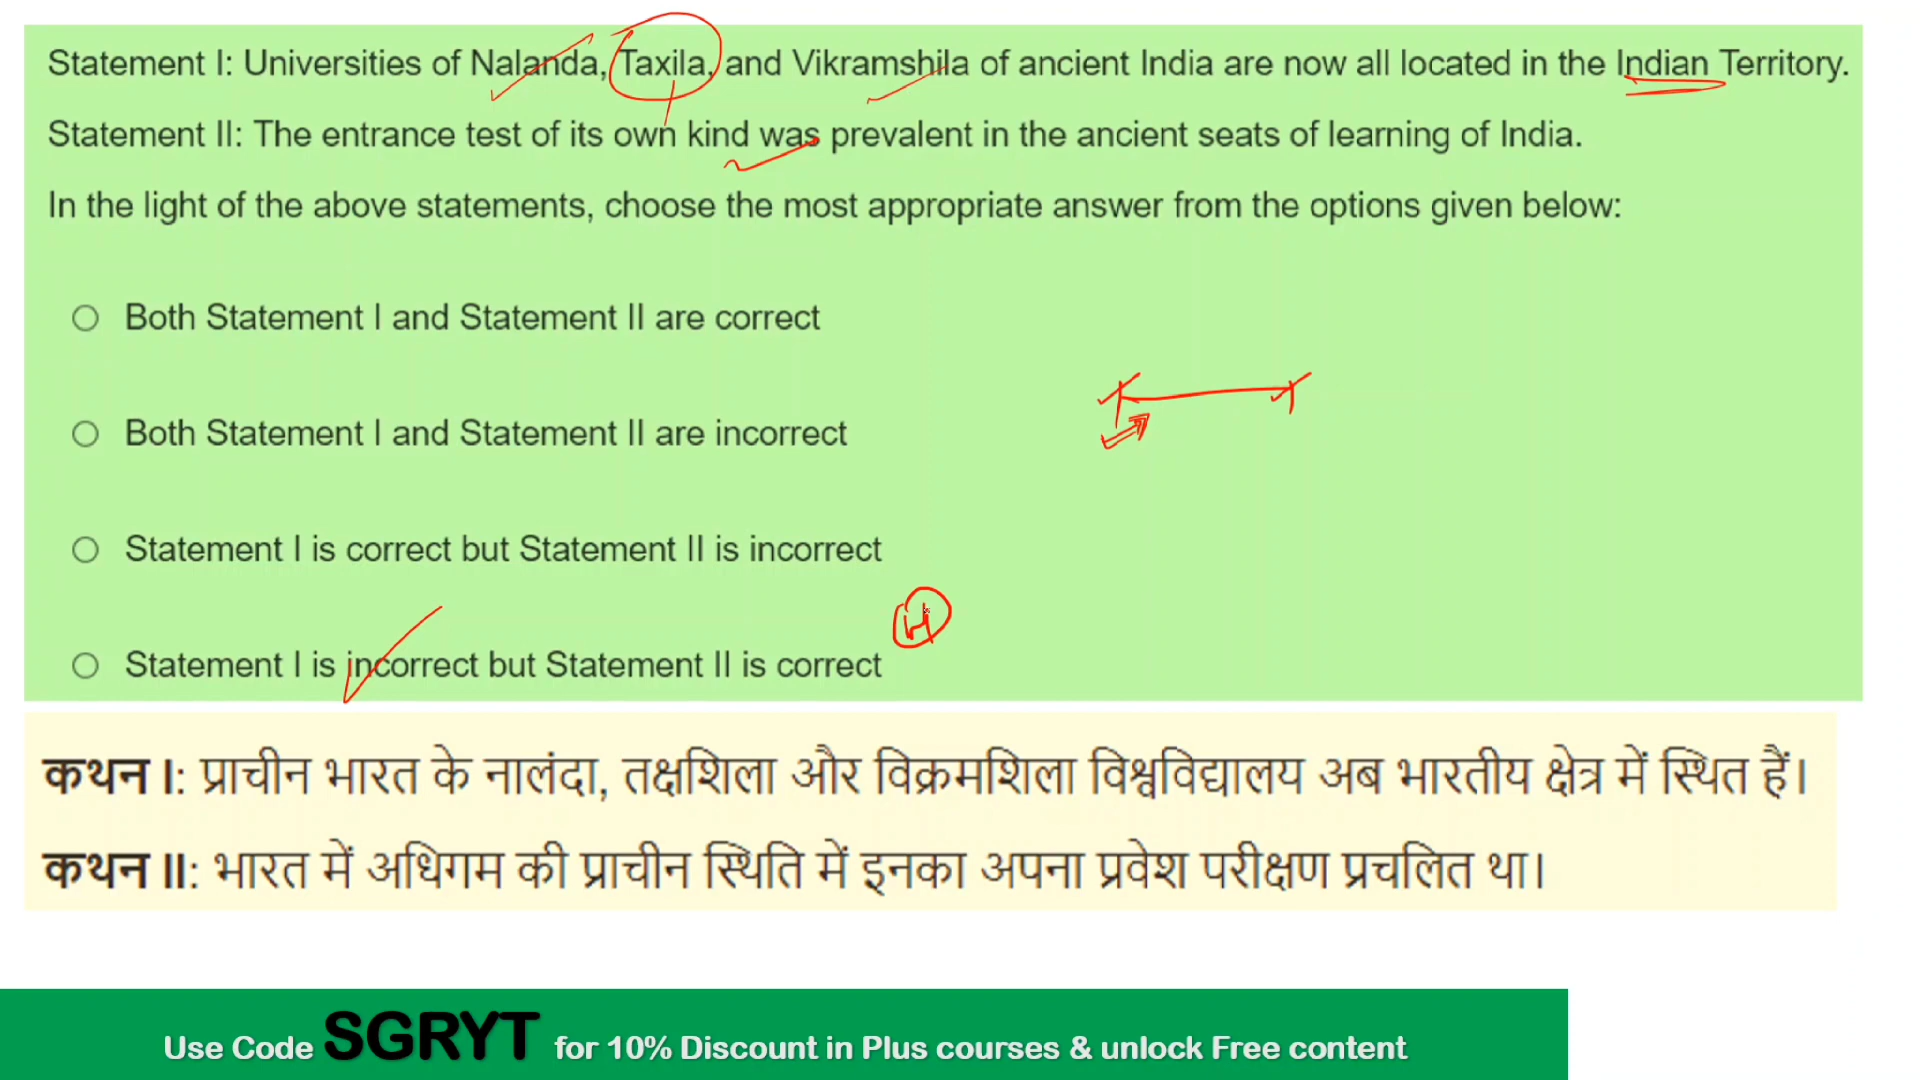 Statement I: Universities of Nalanda, Taxila, and Vikramshila of ancient India are now all located in the Indian Territory.
Statement II: The entrance test of its own kind was prevalent in the ancient seats of learning of India.
In the light of the above statements, choose the most appropriate answer from the options given below:
Both Statement I and Statement II are correct
Both Statement I and Statement II are incorrect
Statement I is correct but Statement II is incorrect
Statement I is incorrect but Statement II is correct
कथन I: प्राचीन भारत के नालंदा, तक्षशिला और विक्रमशिला विश्वविद्यालय अब भारतीय क्षेत्र में स्थित हैं।
कथन II: भारत में अधिगम की प्राचीन स्थिति में इनका अपना प्रवेश परीक्षण प्रचलित था।
Use Code SGRYT for 10% Discount in Plus courses & unlock Free content